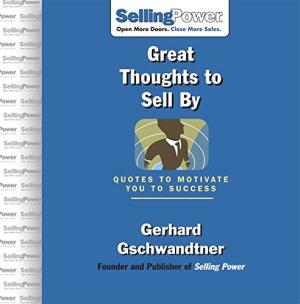 SellingPower
Open More Doors. Close More Sales.
Great
Thoughts to
Sell By
QUOTES TO MOTIVATE
YOU TO SUCCESS
Gerhard
Gschwandtner
Founder and Publisher of Selling Power